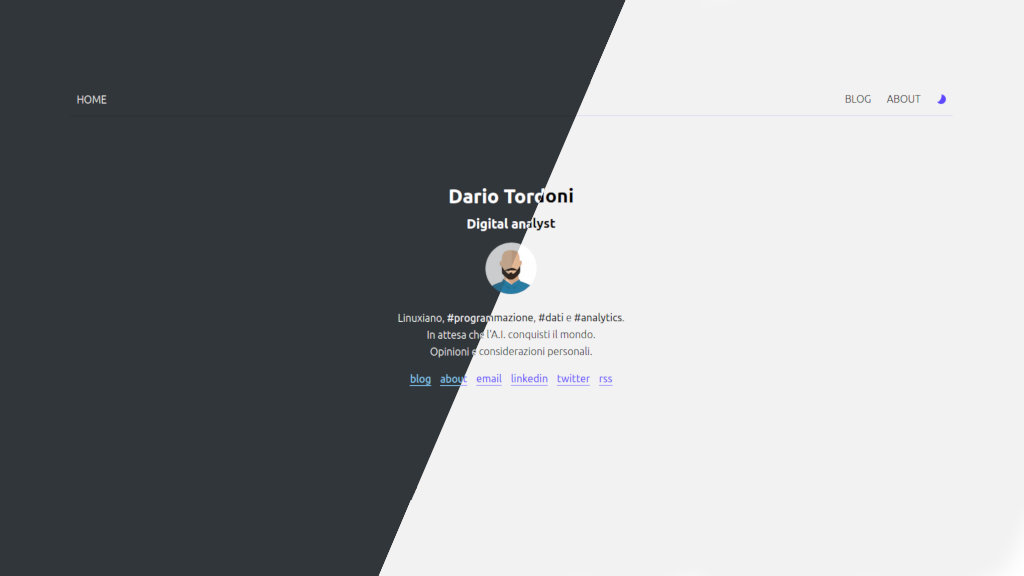 HOME BLOG ABOUT
Dario Tordoni
Digital analyst
Linuxiano, #programmazione, #dati e #analytics.
In attesa che l'A.I. conquisti il mondo.
Opinioni e considerazioni personali.
blog about email linkedin twitter rss